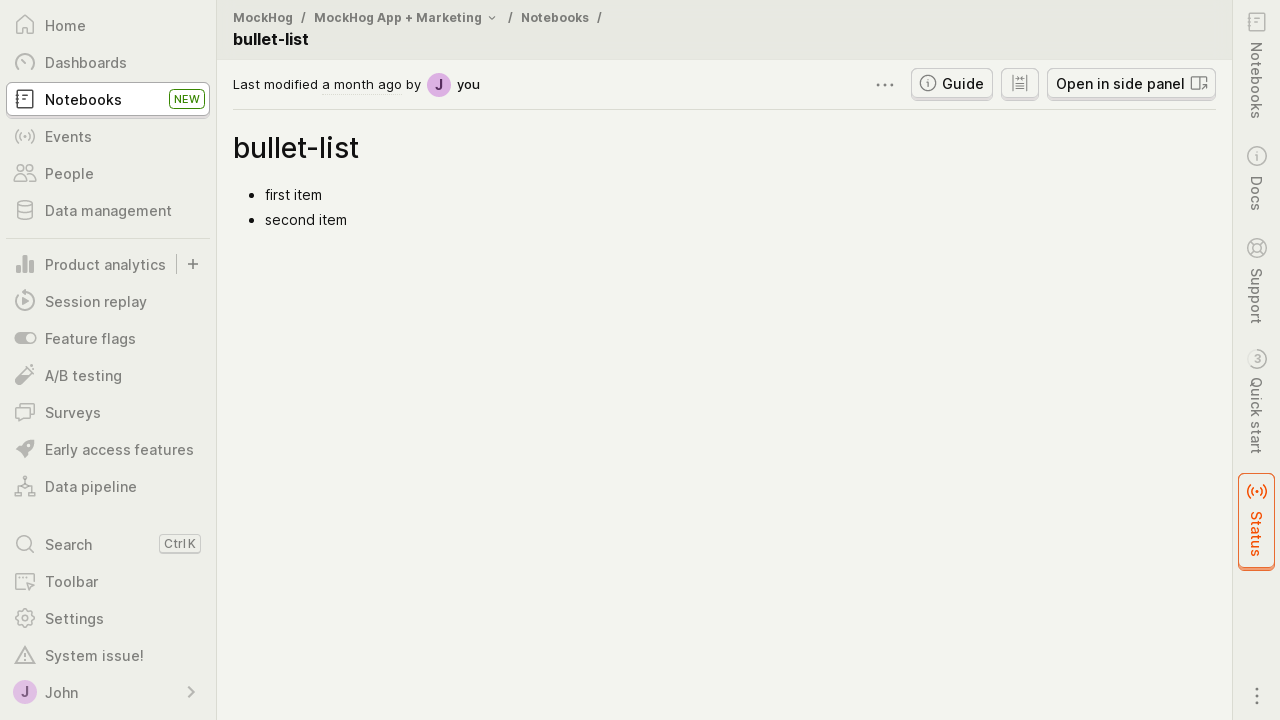 Home
Dashboards
Notebooks NEW
Events
People
Data management
Product analytics
Session replay
Feature flags
A/B testing
Surveys
Early access features
Data pipeline
Search Ctrl K
Toolbar
Settings
System issue!
J John
MockHog / MockHog App + Marketing / Notebooks /
bullet-list
Last modified a month ago by J you
Guide
Open in side panel
bullet-list
• first item
• second item
Notebooks
Docs
Support
3 Quick start
Status